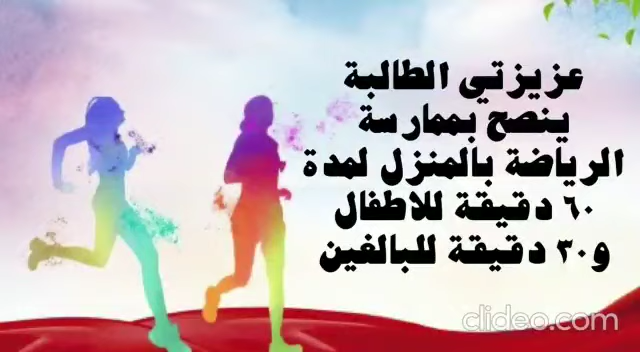 عزيزتي الطالبة
ينصح بممارسة
الرياضة بالمنزل لمدة
٦٠ دقيقة للاطفال
و٣٠ دقيقة للبالغين
clideo.com